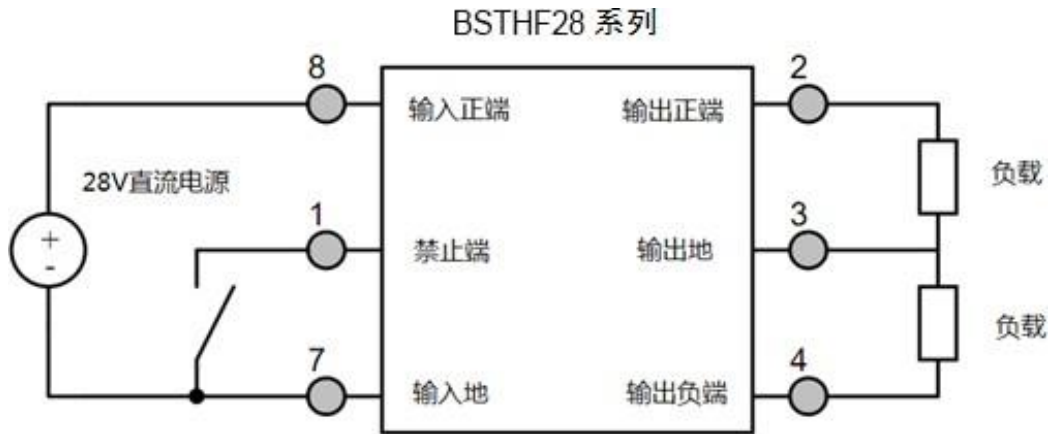 BSTHF28 系列
8
2
输入正端
输出正端
28V直流电源
负载
1
3
+
-
禁止端
输出地
负载
7
4
输入地
输出负端